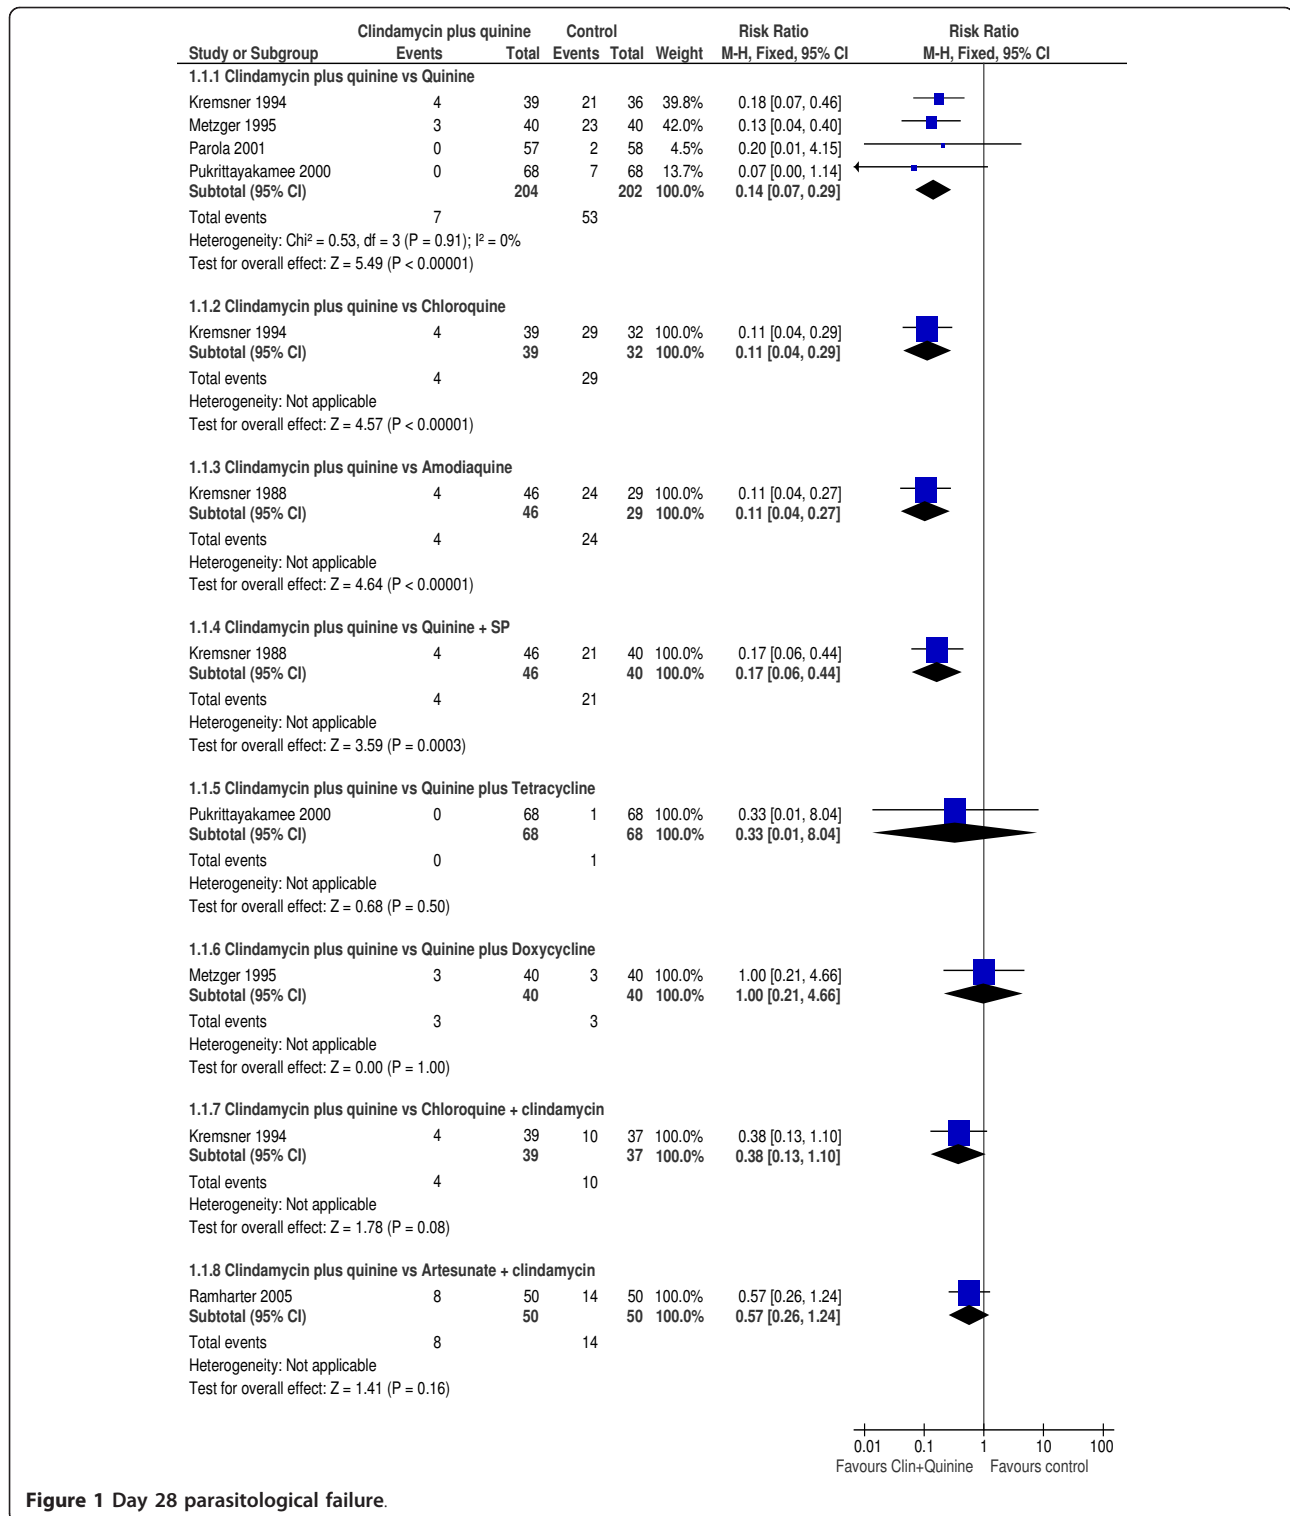 Clindamycin plus quinine Control Risk Ratio Risk Ratio
Study or Subgroup Events Total Events Total Weight M-H, Fixed, 95% CI M-H, Fixed, 95% CI
1.1.1 Clindamycin plus quinine vs Quinine
Kremsner 1994 4 39 21 36 39.8% 0.18 [0.07, 0.46]
Metzger 1995 3 40 23 40 42.0% 0.13 [0.04, 0.40]
Parola 2001 0 57 2 58 4.5% 0.20 [0.01, 4.15]
Pukrittayakamee 2000 0 68 7 68 13.7% 0.07 [0.00, 1.14]
Subtotal (95% CI) 204 202 100.0% 0.14 [0.07, 0.29]
Total events 7 53
Heterogeneity: Chi² = 0.53, df = 3 (P = 0.91); I² = 0%
Test for overall effect: Z = 5.49 (P < 0.00001)
1.1.2 Clindamycin plus quinine vs Chloroquine
Kremsner 1994 4 39 29 32 100.0% 0.11 [0.04, 0.29]
Subtotal (95% CI) 39 32 100.0% 0.11 [0.04, 0.29]
Total events 4 29
Heterogeneity: Not applicable
Test for overall effect: Z = 4.57 (P < 0.00001)
1.1.3 Clindamycin plus quinine vs Amodiaquine
Kremsner 1988 4 46 24 29 100.0% 0.11 [0.04, 0.27]
Subtotal (95% CI) 46 29 100.0% 0.11 [0.04, 0.27]
Total events 4 24
Heterogeneity: Not applicable
Test for overall effect: Z = 4.64 (P < 0.00001)
1.1.4 Clindamycin plus quinine vs Quinine + SP
Kremsner 1988 4 46 21 40 100.0% 0.17 [0.06, 0.44]
Subtotal (95% CI) 46 40 100.0% 0.17 [0.06, 0.44]
Total events 4 21
Heterogeneity: Not applicable
Test for overall effect: Z = 3.59 (P = 0.0003)
1.1.5 Clindamycin plus quinine vs Quinine plus Tetracycline
Pukrittayakamee 2000 0 68 1 68 100.0% 0.33 [0.01, 8.04]
Subtotal (95% CI) 68 68 100.0% 0.33 [0.01, 8.04]
Total events 0 1
Heterogeneity: Not applicable
Test for overall effect: Z = 0.68 (P = 0.50)
1.1.6 Clindamycin plus quinine vs Quinine plus Doxycycline
Metzger 1995 3 40 3 40 100.0% 1.00 [0.21, 4.66]
Subtotal (95% CI) 40 40 100.0% 1.00 [0.21, 4.66]
Total events 3 3
Heterogeneity: Not applicable
Test for overall effect: Z = 0.00 (P = 1.00)
1.1.7 Clindamycin plus quinine vs Chloroquine + clindamycin
Kremsner 1994 4 39 10 37 100.0% 0.38 [0.13, 1.10]
Subtotal (95% CI) 39 37 100.0% 0.38 [0.13, 1.10]
Total events 4 10
Heterogeneity: Not applicable
Test for overall effect: Z = 1.78 (P = 0.08)
1.1.8 Clindamycin plus quinine vs Artesunate + clindamycin
Ramharter 2005 8 50 14 50 100.0% 0.57 [0.26, 1.24]
Subtotal (95% CI) 50 50 100.0% 0.57 [0.26, 1.24]
Total events 8 14
Heterogeneity: Not applicable
Test for overall effect: Z = 1.41 (P = 0.16)
0.01 0.1 1 10 100
Favours Clin+Quinine Favours control
Figure 1 Day 28 parasitological failure.